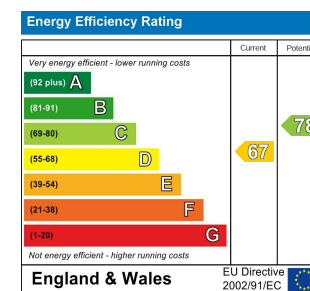 Energy Efficiency Rating
Current Potenti
Very energy efficient - lower running costs
(92 plus) A
(81-91) B
(69-80) C
78
(55-68) D
67
(39-54) E
(21-38) F
(1-20) G
Not energy efficient - higher running costs
England & Wales
EU Directive
2002/91/EC